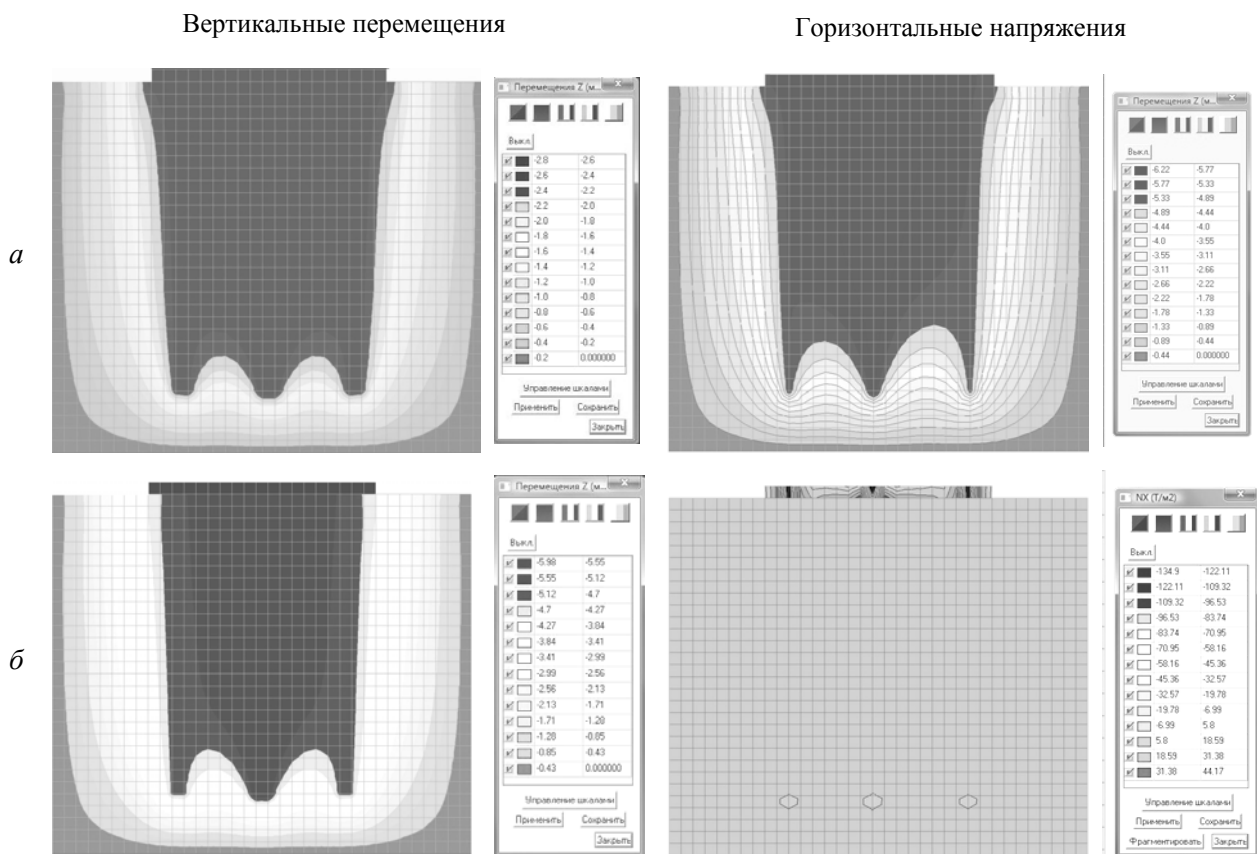 Вертикальные перемещения
Горизонтальные напряжения
а
Перемещения Z (м...
Выкл.
-2.8 -2.6
-2.6 -2.4
-2.4 -2.2
-2.2 -2.0
-2.0 -1.8
-1.8 -1.6
-1.6 -1.4
-1.4 -1.2
-1.2 -1.0
-1.0 -0.8
-0.8 -0.6
-0.6 -0.4
-0.4 -0.2
-0.2 0.000000
Управление шкалами
Применить Сохранить
Закрыть
Перемещения Z (м...
Выкл.
-6.22 -5.77
-5.77 -5.33
-5.33 -4.89
-4.89 -4.44
-4.44 -4.0
-4.0 -3.55
-3.55 -3.11
-3.11 -2.66
-2.66 -2.22
-2.22 -1.78
-1.78 -1.33
-1.33 -0.89
-0.89 -0.44
-0.44 0.000000
Управление шкалами
Применить Сохранить
Закрыть
б
Перемещения Z (м...
Выкл.
-5.98 -5.55
-5.55 -5.12
-5.12 -4.7
-4.7 -4.27
-4.27 -3.84
-3.84 -3.41
-3.41 -2.99
-2.99 -2.56
-2.56 -2.13
-2.13 -1.71
-1.71 -1.28
-1.28 -0.85
-0.85 -0.43
-0.43 0.000000
Управление шкалами
Применить Сохранить
Закрыть
NX (Т/м2)
Выкл.
-134.9 -122.11
-122.11 -109.32
-109.32 -96.53
-96.53 -83.74
-83.74 -70.95
-70.95 -58.16
-58.16 -45.36
-45.36 -32.57
-32.57 -19.78
-19.78 -6.99
-6.99 5.8
5.8 18.59
18.59 31.38
31.38 44.17
Управление шкалами
Применить Сохранить
Фрагментировать Закрыть